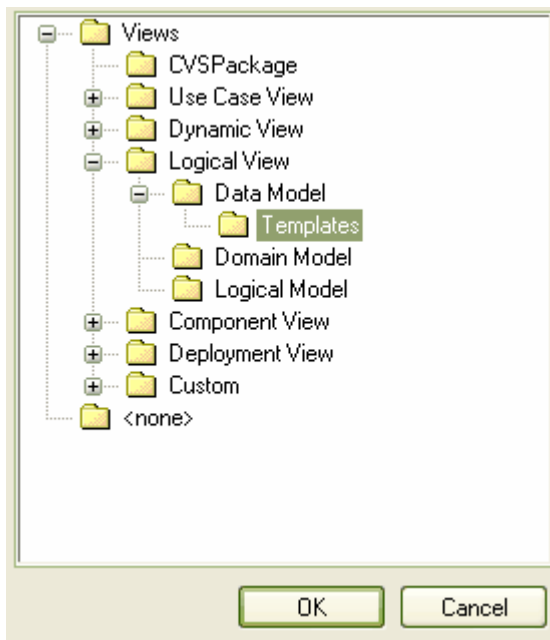 Views
CVSPackage
Use Case View
Dynamic View
Logical View
Data Model
Templates
Domain Model
Logical Model
Component View
Deployment View
Custom
<none>
OK Cancel